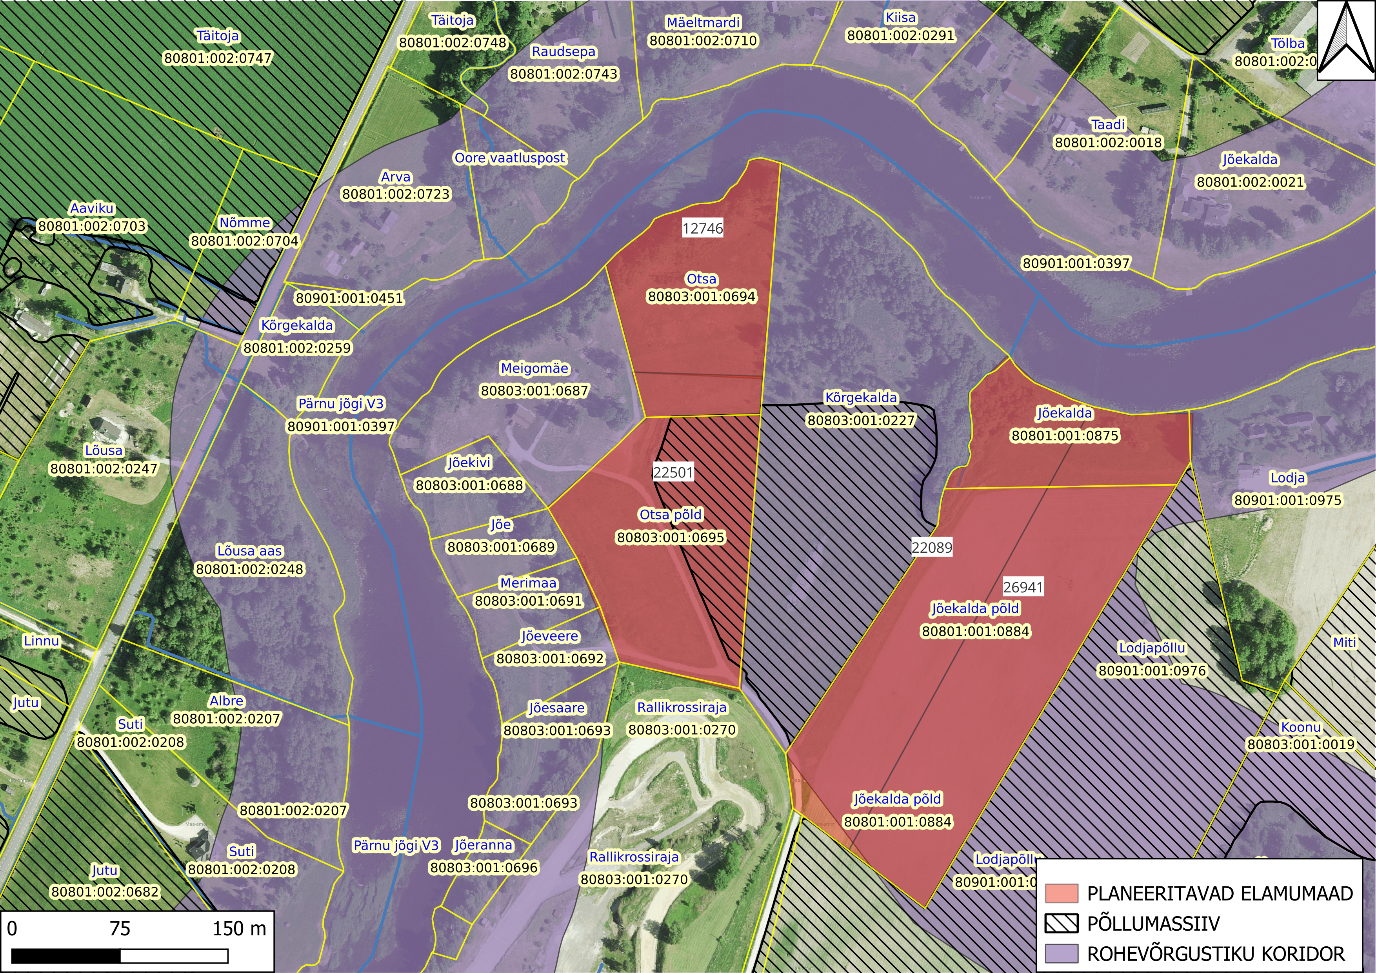 Täitoja
80801:002:0747
Täitoja
80801:002:0748
Raudsepa
80801:002:0743
Mäeltmardi
80801:002:0710
Kiisa
80801:002:0291
Tõlba
80801:002:0
Taadi
80801:002:0018
Jõekalda
80801:002:0021
Oore vaatluspost
Arva
80801:002:0723
Aaviku
80801:002:0703
Nõmme
80801:002:0704
12746
Otsa
80803:001:0694
80901:001:0397
80901:001:0451
Kõrgekalda
80801:002:0259
Meigomäe
80803:001:0687
Pärnu jõgi V3
80901:001:0397
Kõrgekalda
80803:001:0227
Jõekalda
80801:001:0875
Lõusa
80801:002:0247
Jõekivi
80803:001:0688
22501
Lodja
80901:001:0975
Otsa põld
80803:001:0695
Jõe
80803:001:0689
22089
Lõusa aas
80801:002:0248
Merimaa
80803:001:0691
26941
Jõekalda põld
80801:001:0884
Jõeveere
80803:001:0692
Linnu
Lodjapõllu
80901:001:0976
Miti
Jutu
Albre
80801:002:0207
Suti
80801:002:0208
Jõesaare
80803:001:0693
Rallikrossiraja
80803:001:0270
Koonu
80803:001:0019
80801:002:0207
80803:001:0693
Jõekalda põld
80801:001:0884
Pärnu jõgi V3
Jõeranna
80803:001:0696
Suti
80801:002:0208
Rallikrossiraja
80803:001:0270
Lodjapõllu
80901:001:0
Jutu
80801:002:0682
0 75 150 m
PLANEERITAVAD ELAMUMAAD
PÕLLUMASSIIV
ROHEVÕRGUSTIKU KORIDOR